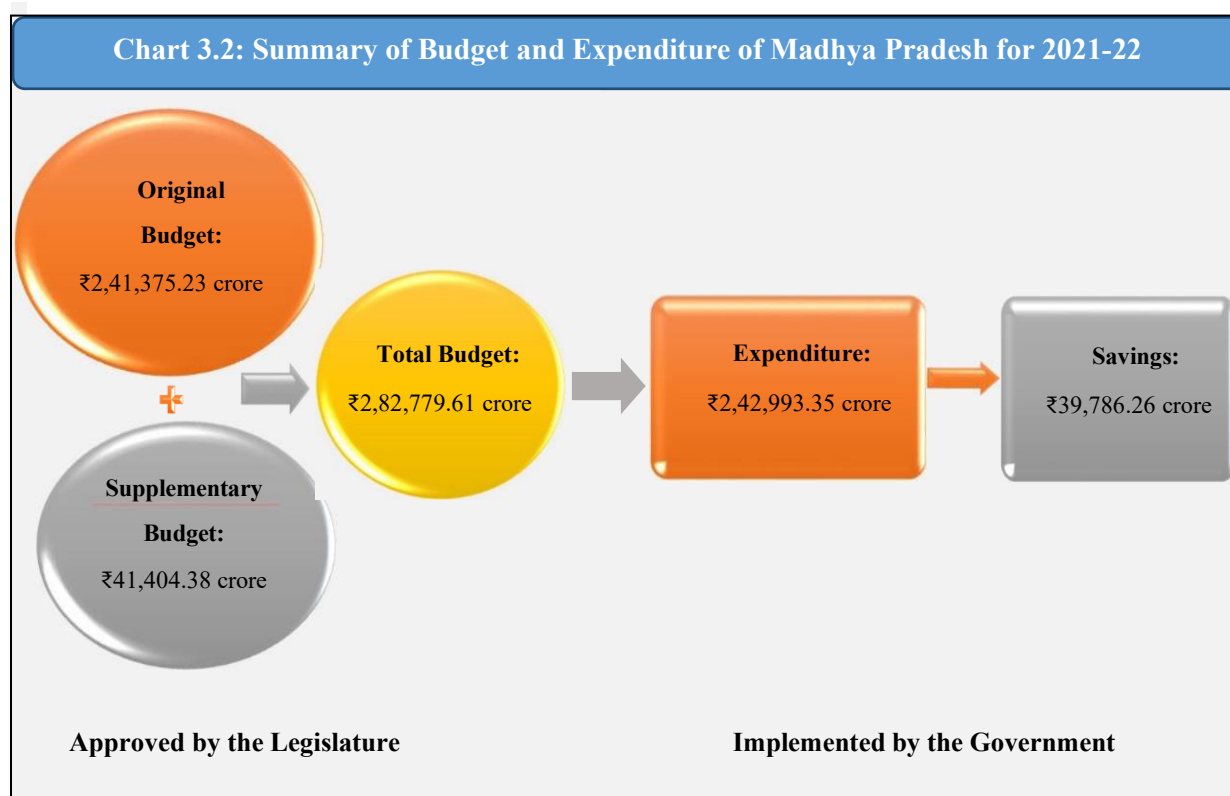 Chart 3.2: Summary of Budget and Expenditure of Madhya Pradesh for 2021-22
Original
Budget:
₹2,41,375.23 crore
Supplementary
Budget:
₹41,404.38 crore
Total Budget:
₹2,82,779.61 crore
Expenditure:
₹2,42,993.35 crore
Savings:
₹39,786.26 crore
Approved by the Legislature
Implemented by the Government